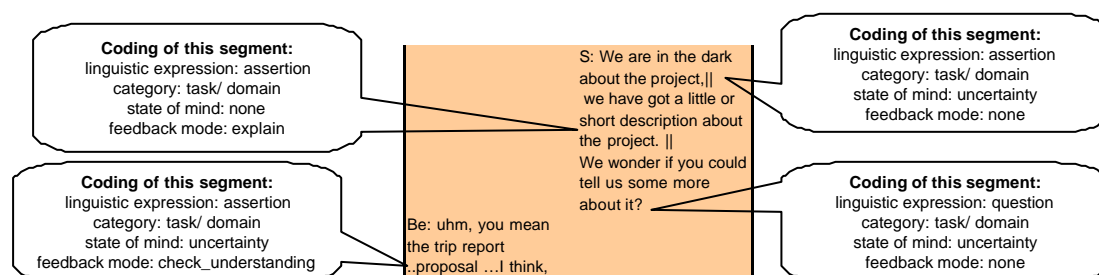 Coding of this segment:
linguistic expression: assertion
category: task/ domain
state of mind: none
feedback mode: explain
S: We are in the dark
about the project,||
we have got a little or
short description about
the project. ||
We wonder if you could
tell us some more
about it?
Coding of this segment:
linguistic expression: assertion
category: task/ domain
state of mind: uncertainty
feedback mode: none
Coding of this segment:
linguistic expression: assertion
category: task/ domain
state of mind: uncertainty
feedback mode: check_understanding
Be: uhm, you mean
the trip report
..proposal …I think,
Coding of this segment:
linguistic expression: question
category: task/ domain
state of mind: uncertainty
feedback mode: none